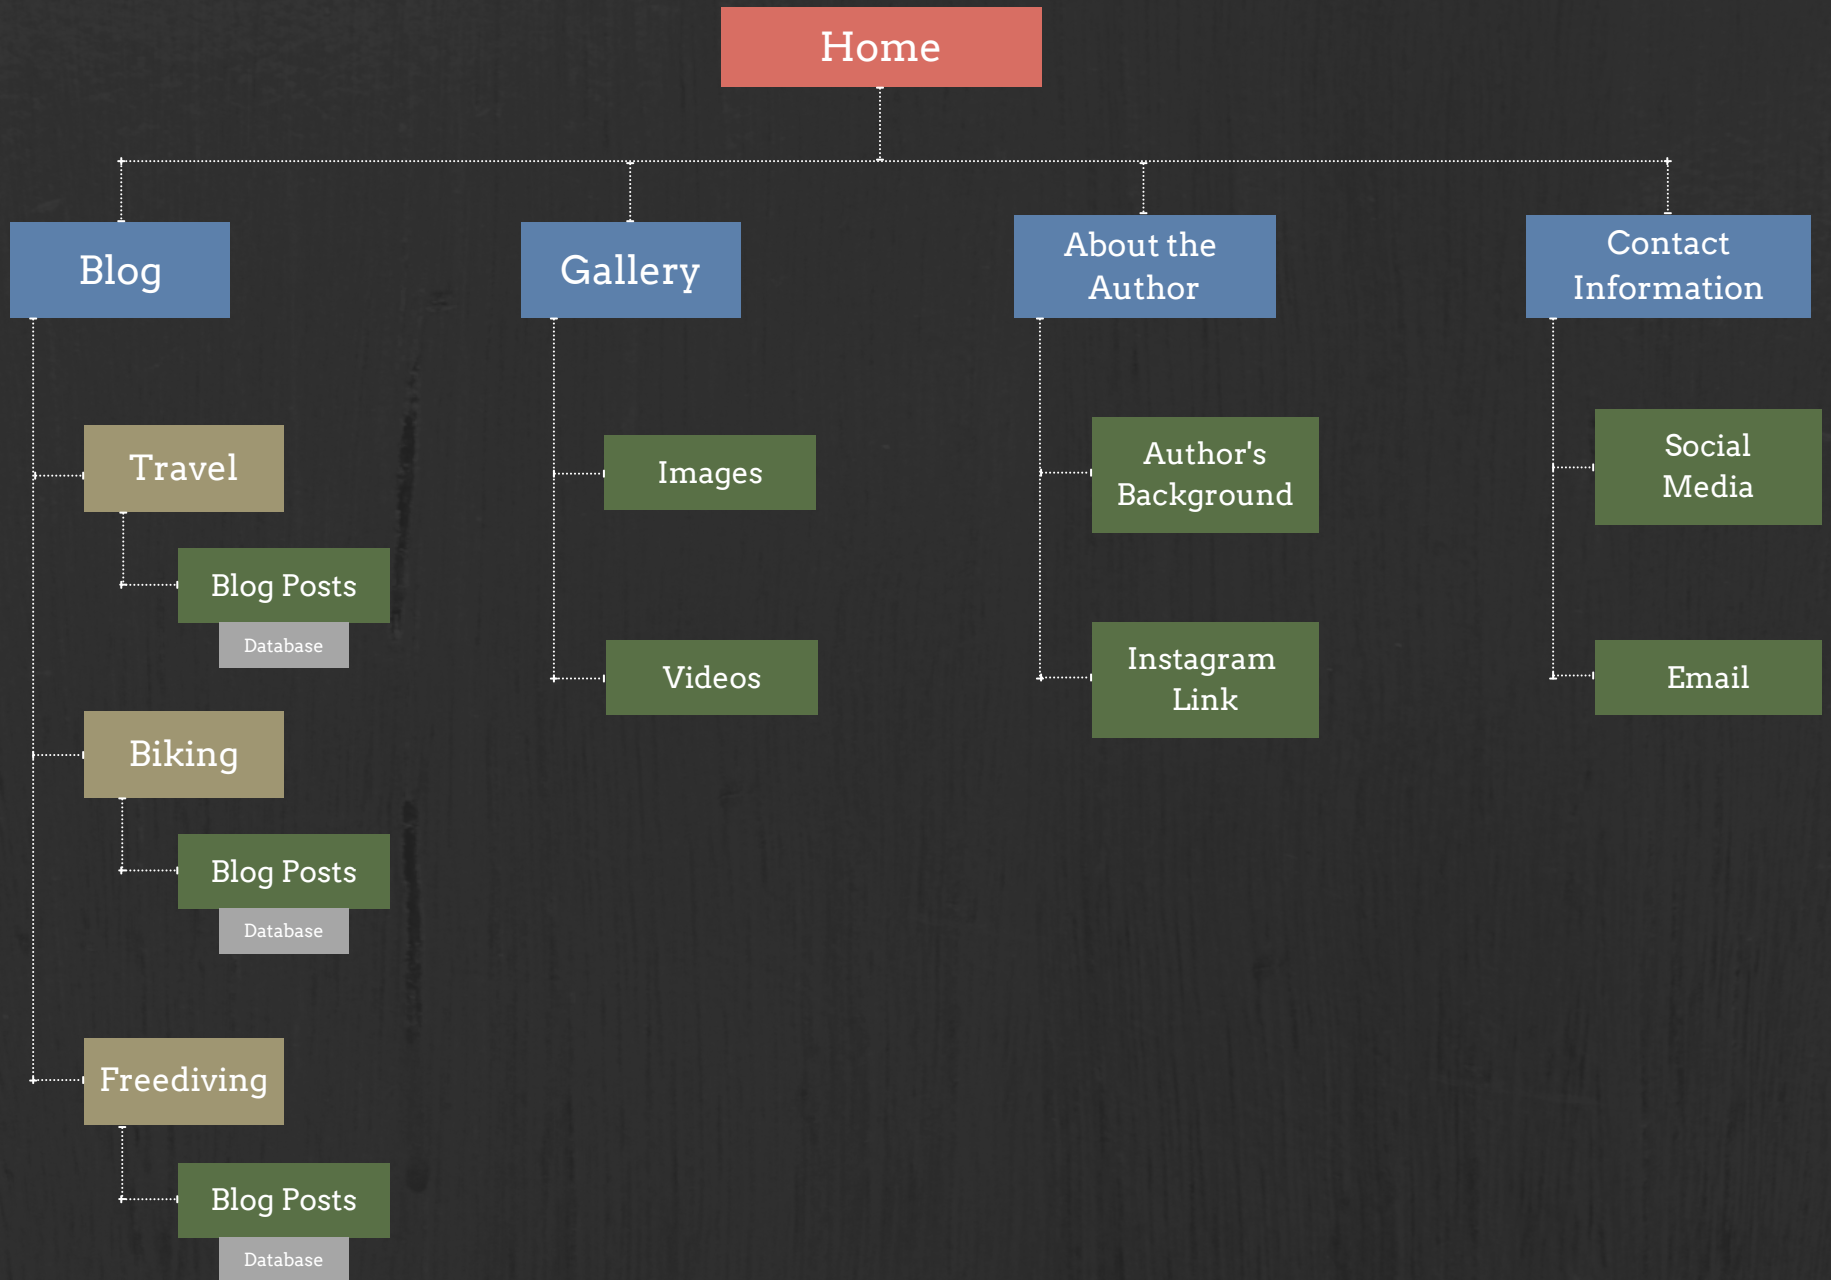 Home
Blog
Gallery
About the
Author
Contact
Information
Travel
Blog Posts
Database
Biking
Blog Posts
Database
Freediving
Blog Posts
Database
Images
Videos
Author's
Background
Instagram
Link
Social
Media
Email